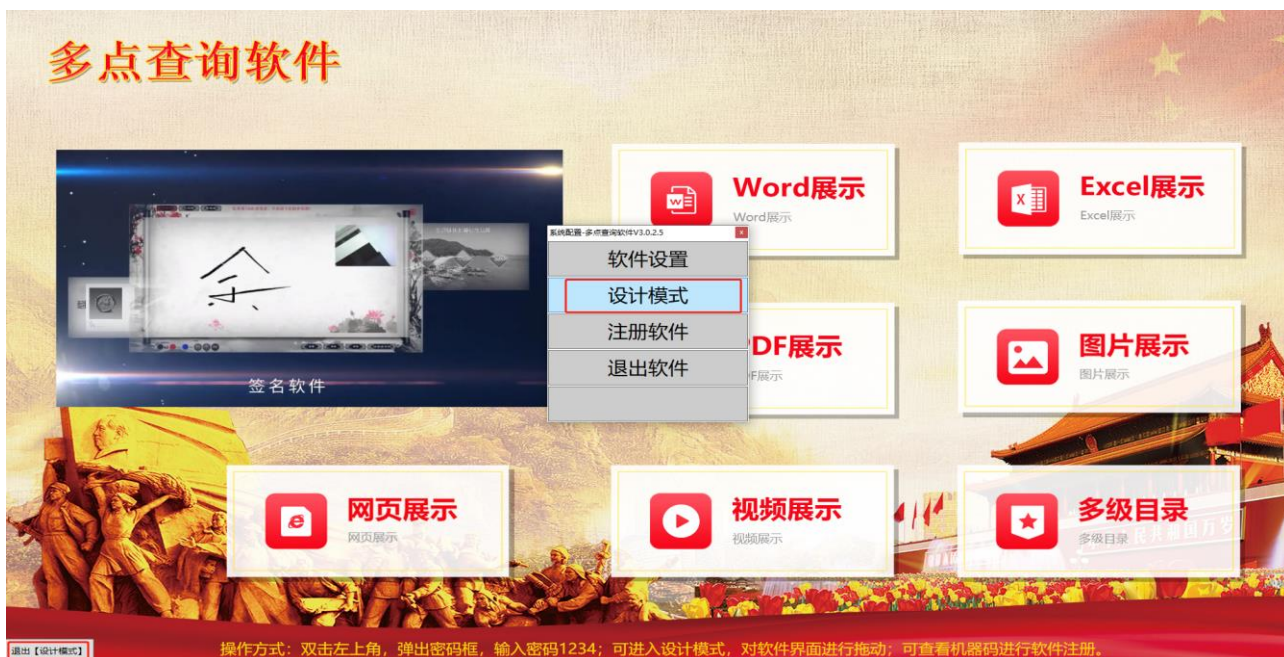 多点查询软件
Word展示
Word展示
Excel展示
Excel展示
系统配置-多点查询软件V3.0.2.5
软件设置
设计模式
注册软件
退出软件
DF展示
F展示
图片展示
图片展示
签名软件
网页展示
网页展示
视频展示
视频展示
多级目录
多级目录
退出【设计模式】
操作方式：双击左上角，弹出密码框，输入密码1234；可进入设计模式，对软件界面进行拖动；可查看机器码进行软件注册。